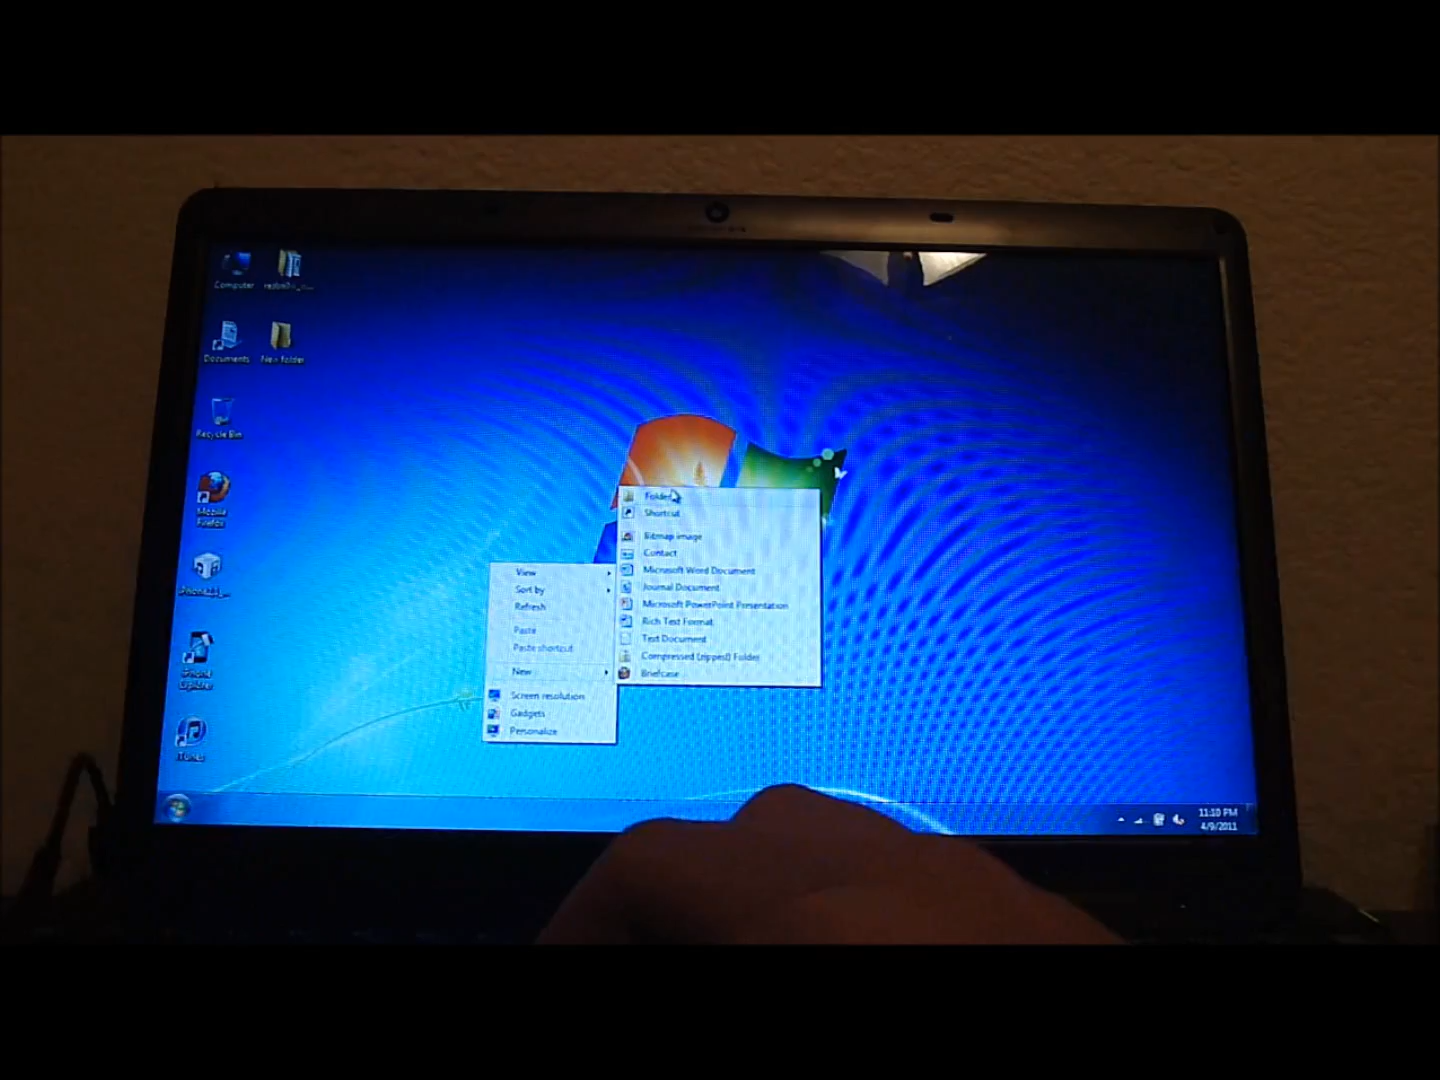 Computer
Documents
New folder
Recycle Bin
Mozilla
Firefox
iPhone
Explorer
iTunes
View
Sort by
Refresh
Paste
Paste shortcut
New
Screen resolution
Gadgets
Personalize
Folder
Shortcut
Bitmap image
Contact
Microsoft Word Document
Journal Document
Microsoft PowerPoint Presentation
Rich Text Format
Text Document
Compressed (zipped) Folder
Briefcase
11:10 PM
4/9/2011